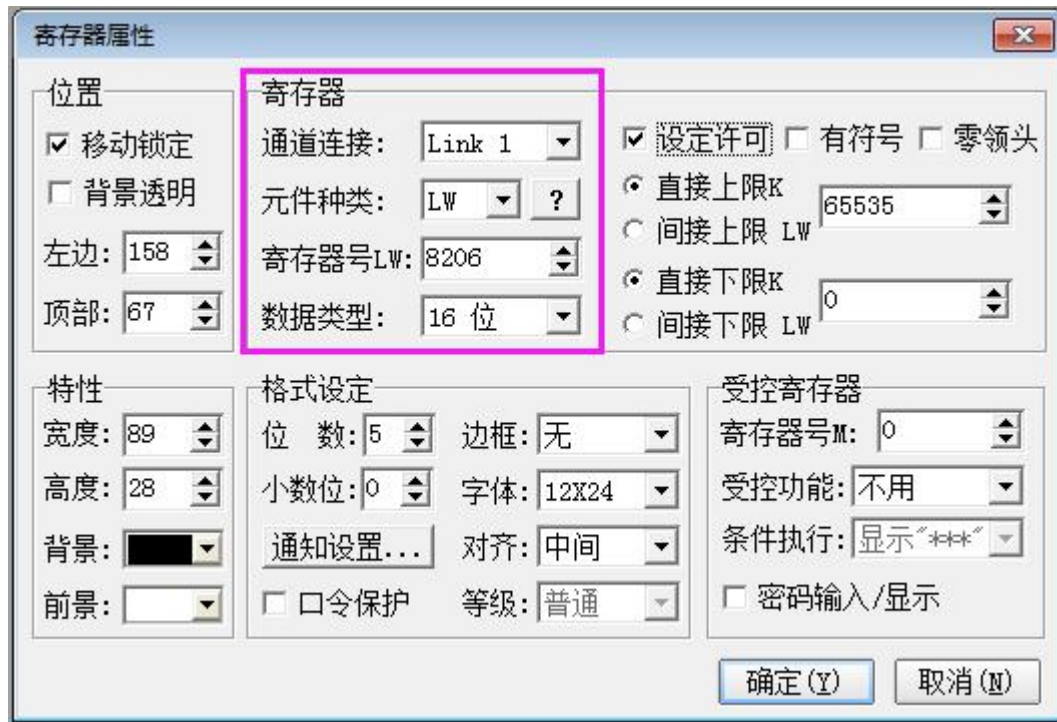 寄存器属性
位置
移动锁定
背景透明
左边: 158
顶部: 67
寄存器
通道连接: Link 1
元件种类: LW ?
寄存器号LW: 8206
数据类型: 16 位
设定许可 有符号 零领头
直接上限K
间接上限 LW
65535
直接下限K
间接下限 LW
0
特性
宽度: 89
高度: 28
背景:
前景:
格式设定
位 数: 5 边框: 无
小数位: 0 字体: 12X24
通知设置... 对齐: 中间
口令保护 等级: 普通
受控寄存器
寄存器号M: 0
受控功能: 不用
条件执行: 显示"***"
密码输入/显示
确定(Y) 取消(N)